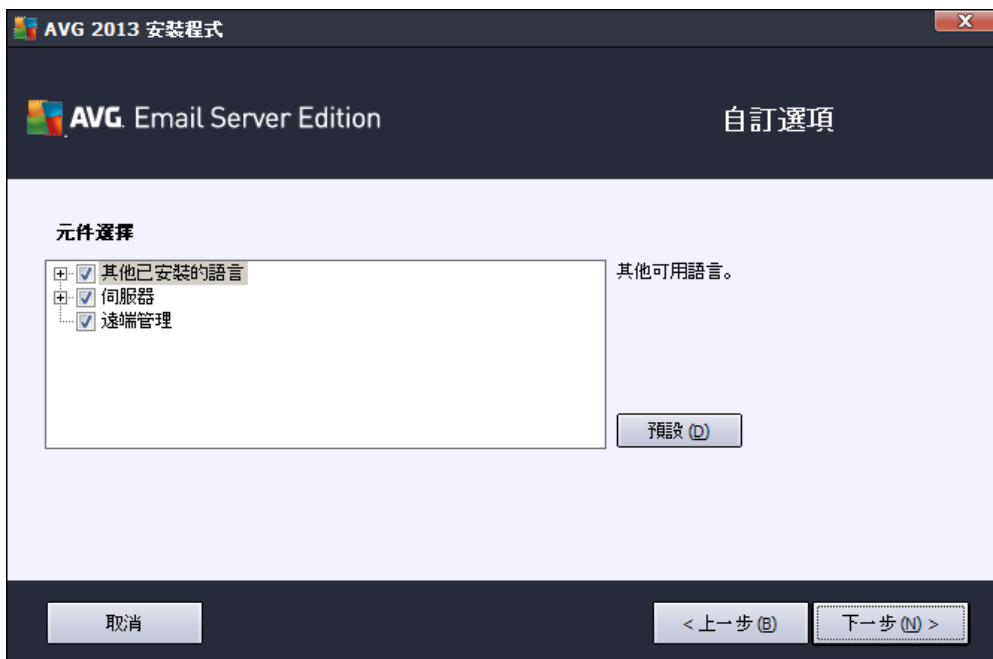 AVG 2013 安裝程式
AVG. Email Server Edition
自訂選項
元件選擇
其他已安裝的語言
伺服器
遠端管理
其他可用語言。
預設 (D)
取消
< 上一步 (B)
下一步 (N) >